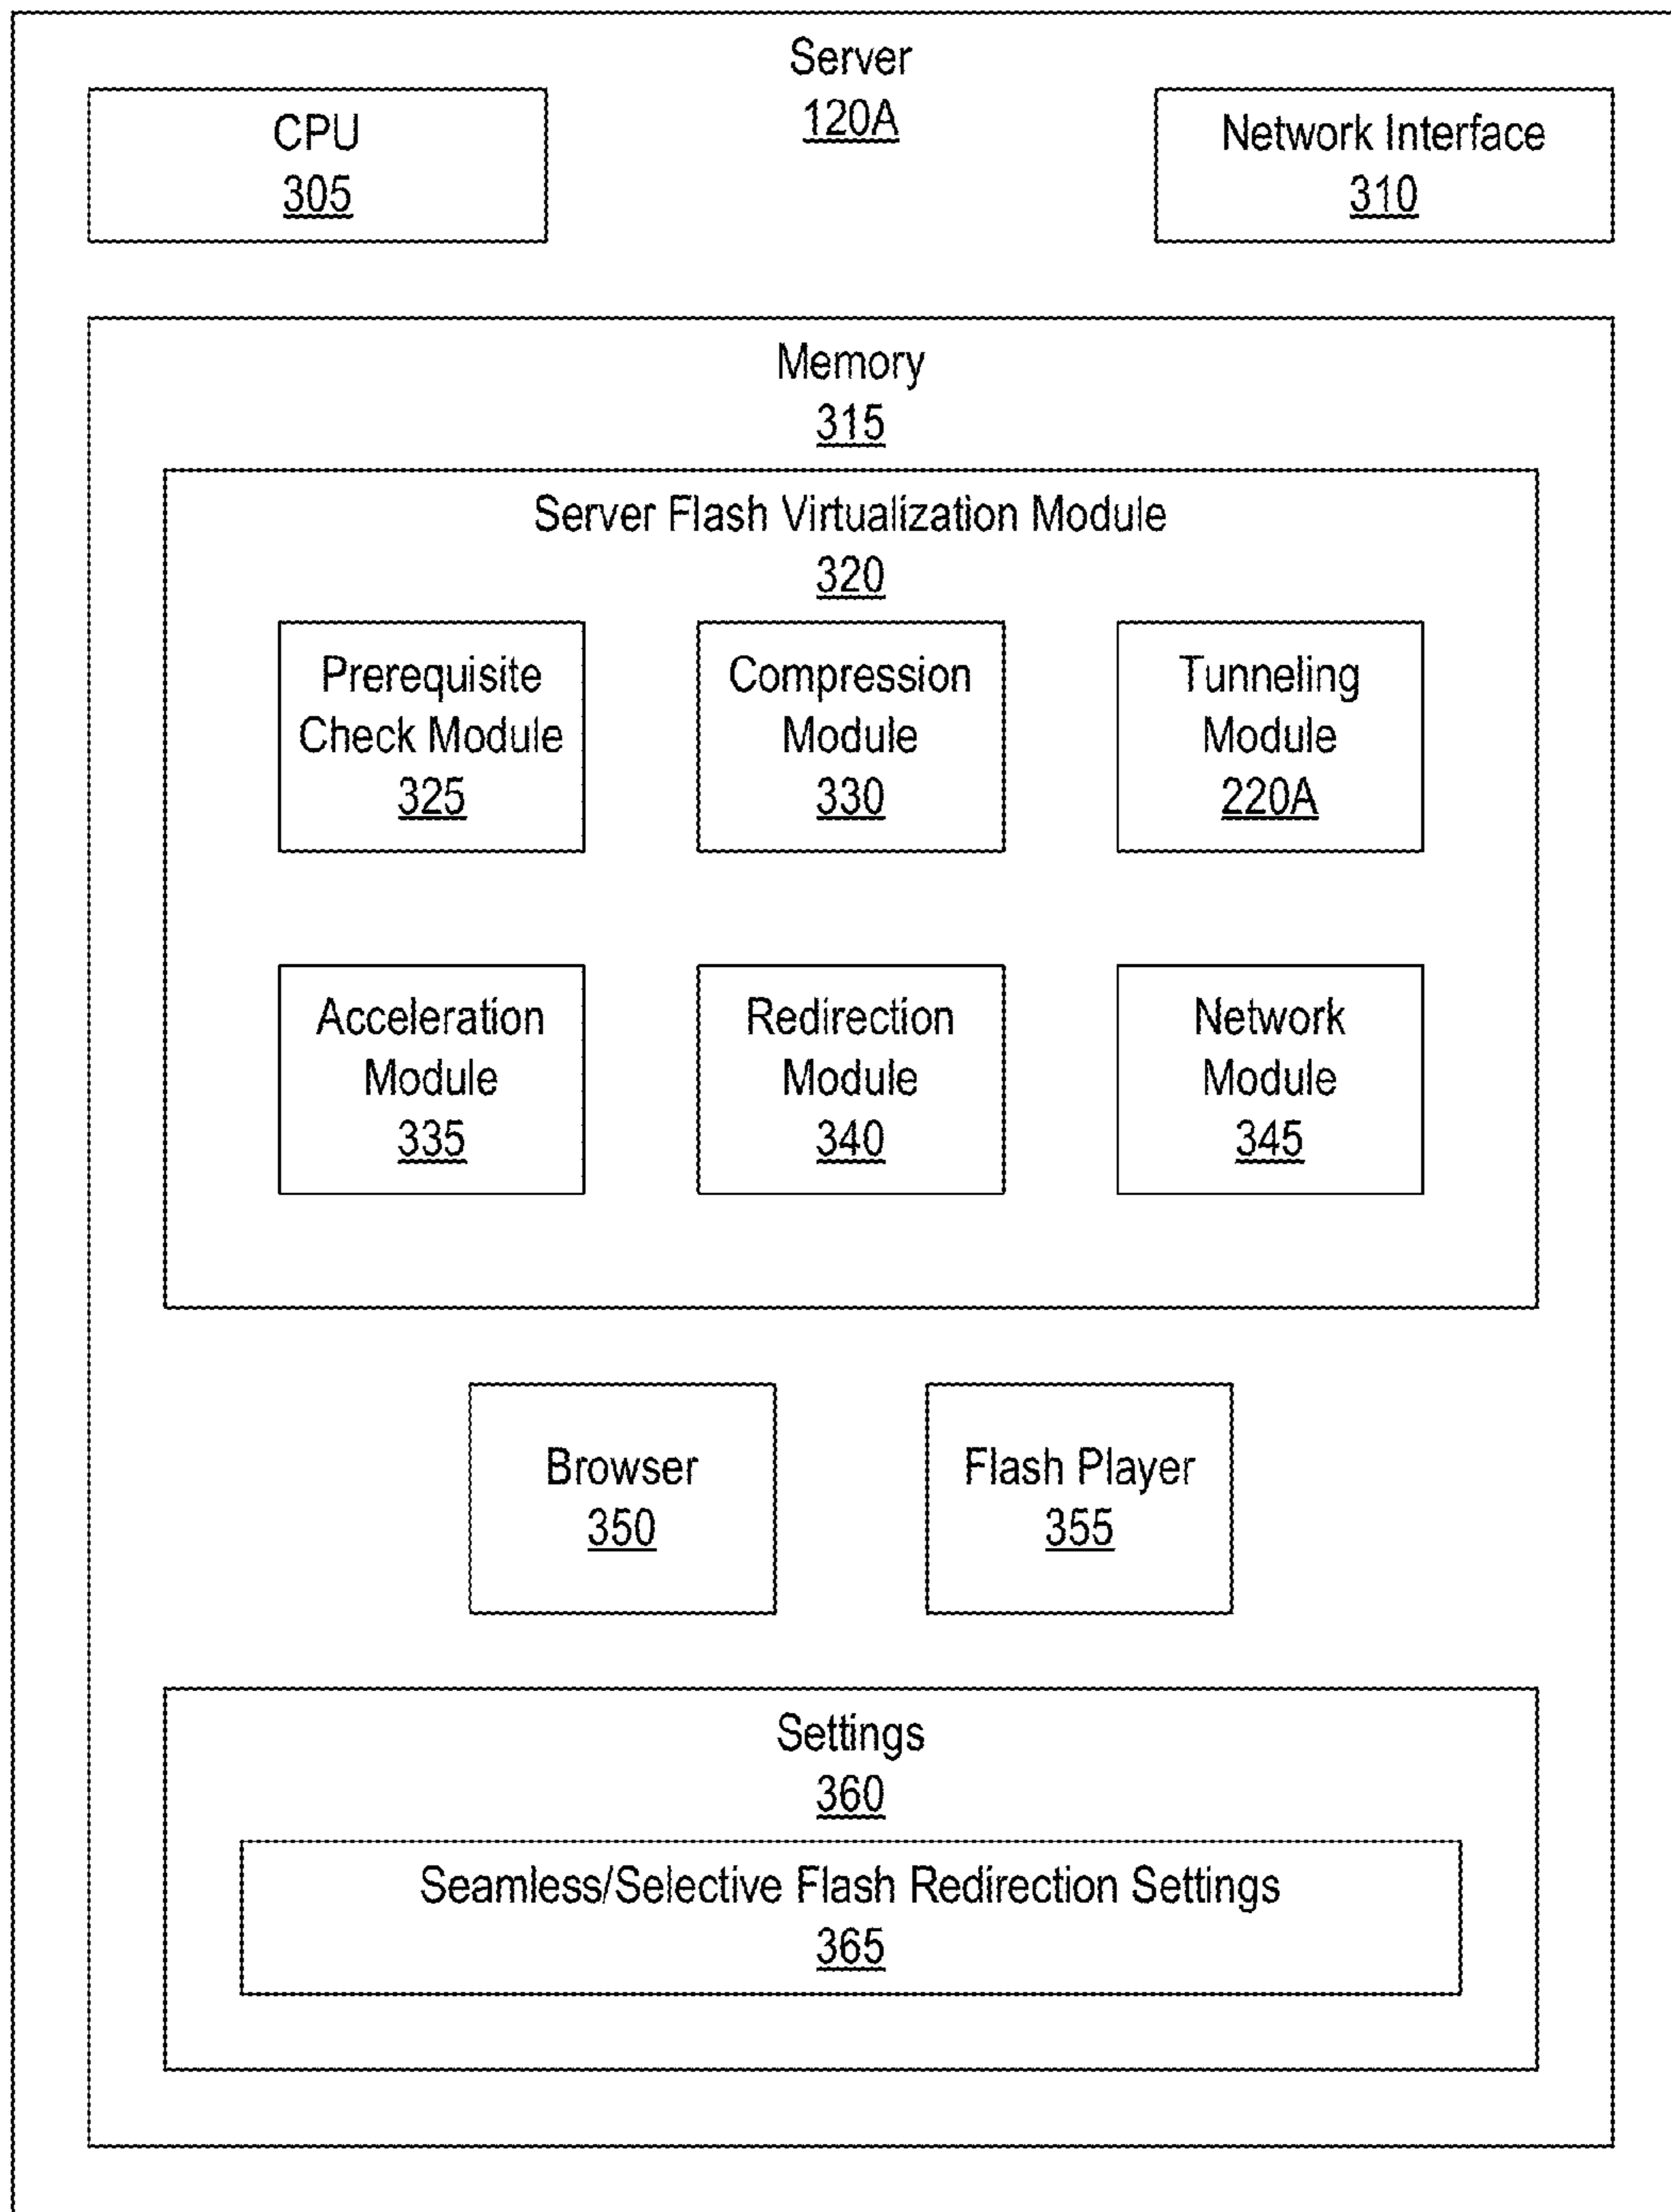 Server
120A
CPU
305
Network Interface
310
Memory
315
Server Flash Virtualization Module
320
Prerequisite
Check Module
325
Compression
Module
330
Tunneling
Module
220A
Acceleration
Module
335
Redirection
Module
340
Network
Module
345
Browser
350
Flash Player
355
Settings
360
Seamless/Selective Flash Redirection Settings
365